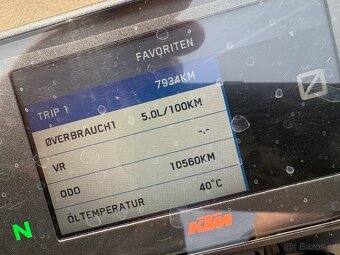 FAVORITEN
TRIP 1 7934KM
ØVERBRAUCH1 5.0L/100KM
VR -.-
ODO 10560KM
ÖLTEMPERATUR 40°C
N KTM